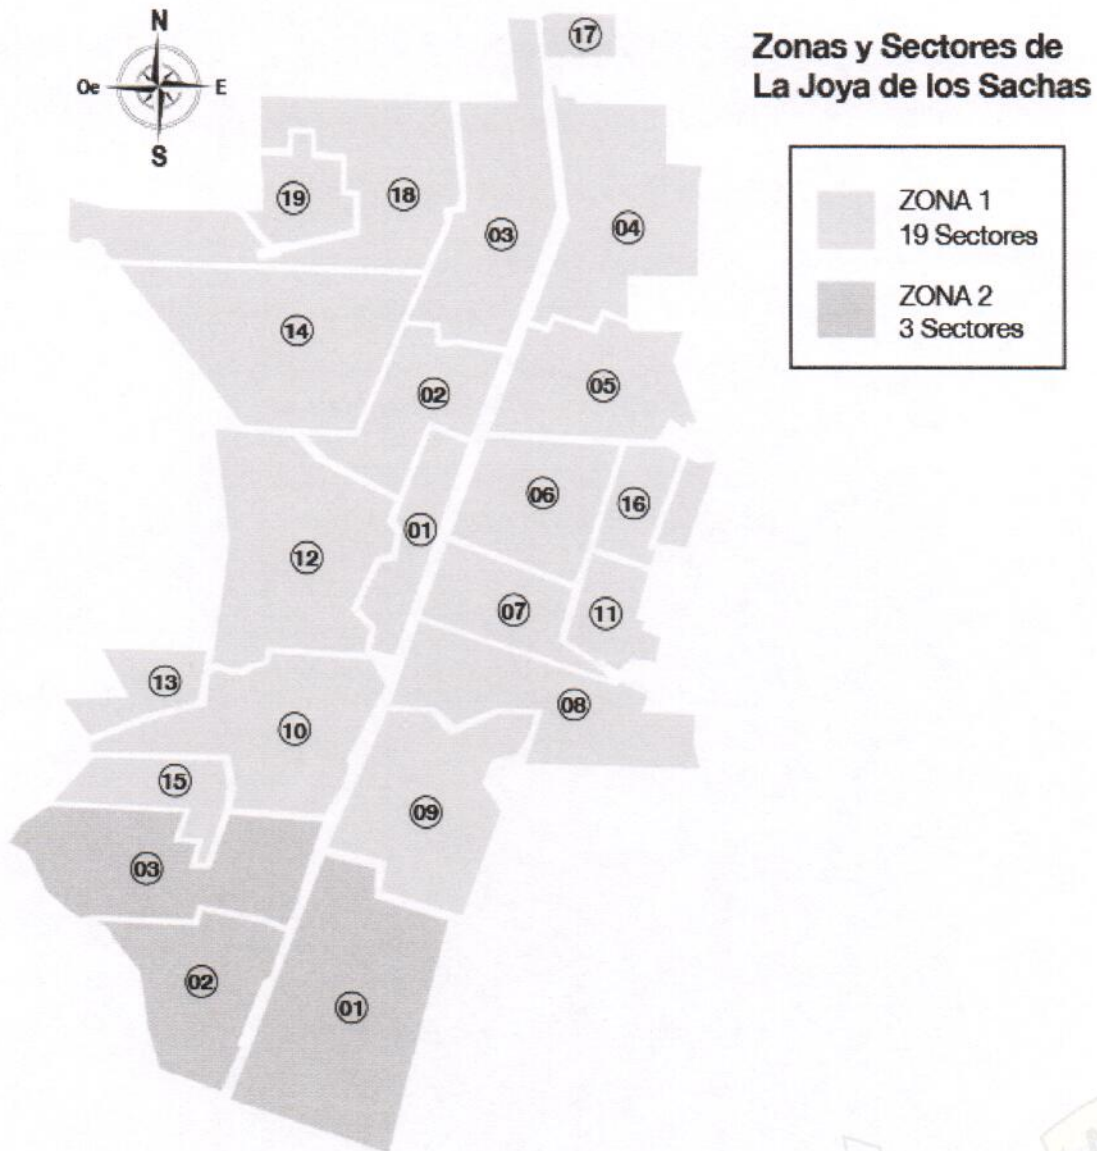 N
Oe E
S
Zonas y Sectores de
La Joya de los Sachas
ZONA 1
19 Sectores
ZONA 2
3 Sectores
17
19
18
03
04
14
02
05
06
16
01
12
07
11
13
08
10
15
09
03
02
01